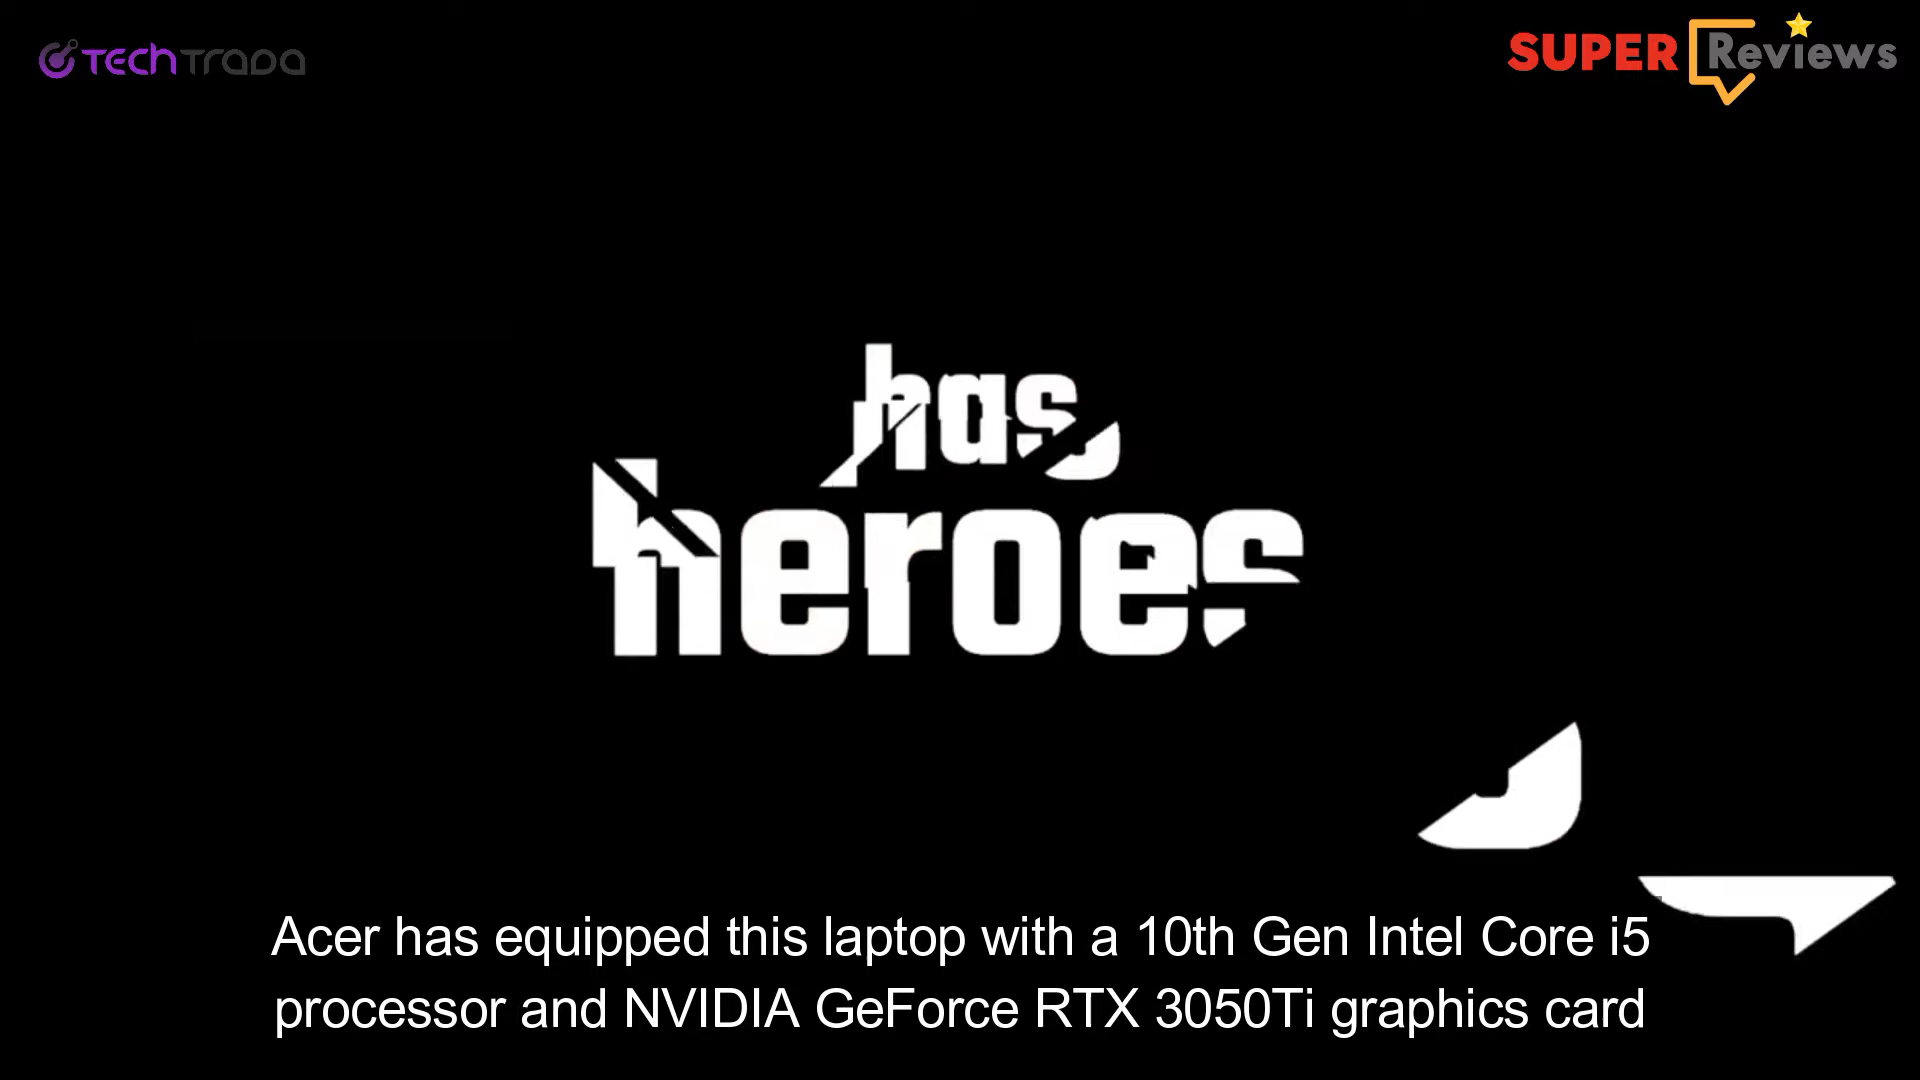 TECHTRADA
SUPER Reviews
has
heroes
Acer has equipped this laptop with a 10th Gen Intel Core i5
processor and NVIDIA GeForce RTX 3050Ti graphics card